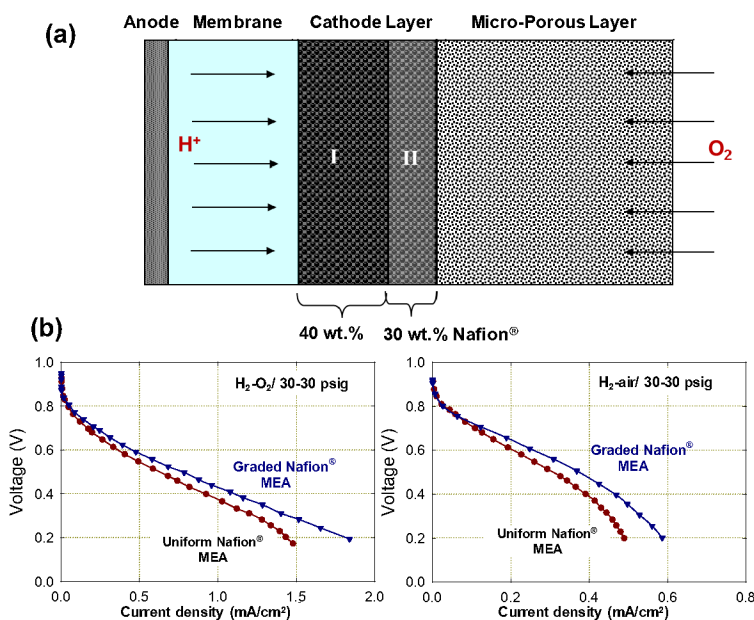 Anode Membrane Cathode Layer Micro-Porous Layer
(a)
H⁺ I II O₂
40 wt.% 30 wt.% Nafion®
(b)
H₂-O₂/ 30-30 psig
Graded Nafion®
MEA
Uniform Nafion®
MEA
Voltage (V)
1.0
0.8
0.6
0.4
0.2
0.0
0.0 0.5 1.0 1.5 2.0
Current density (mA/cm²)
H₂-air/ 30-30 psig
Graded Nafion®
MEA
Uniform Nafion®
MEA
Voltage (V)
1.0
0.8
0.6
0.4
0.2
0.0
0.0 0.2 0.4 0.6 0.8
Current density (mA/cm²)